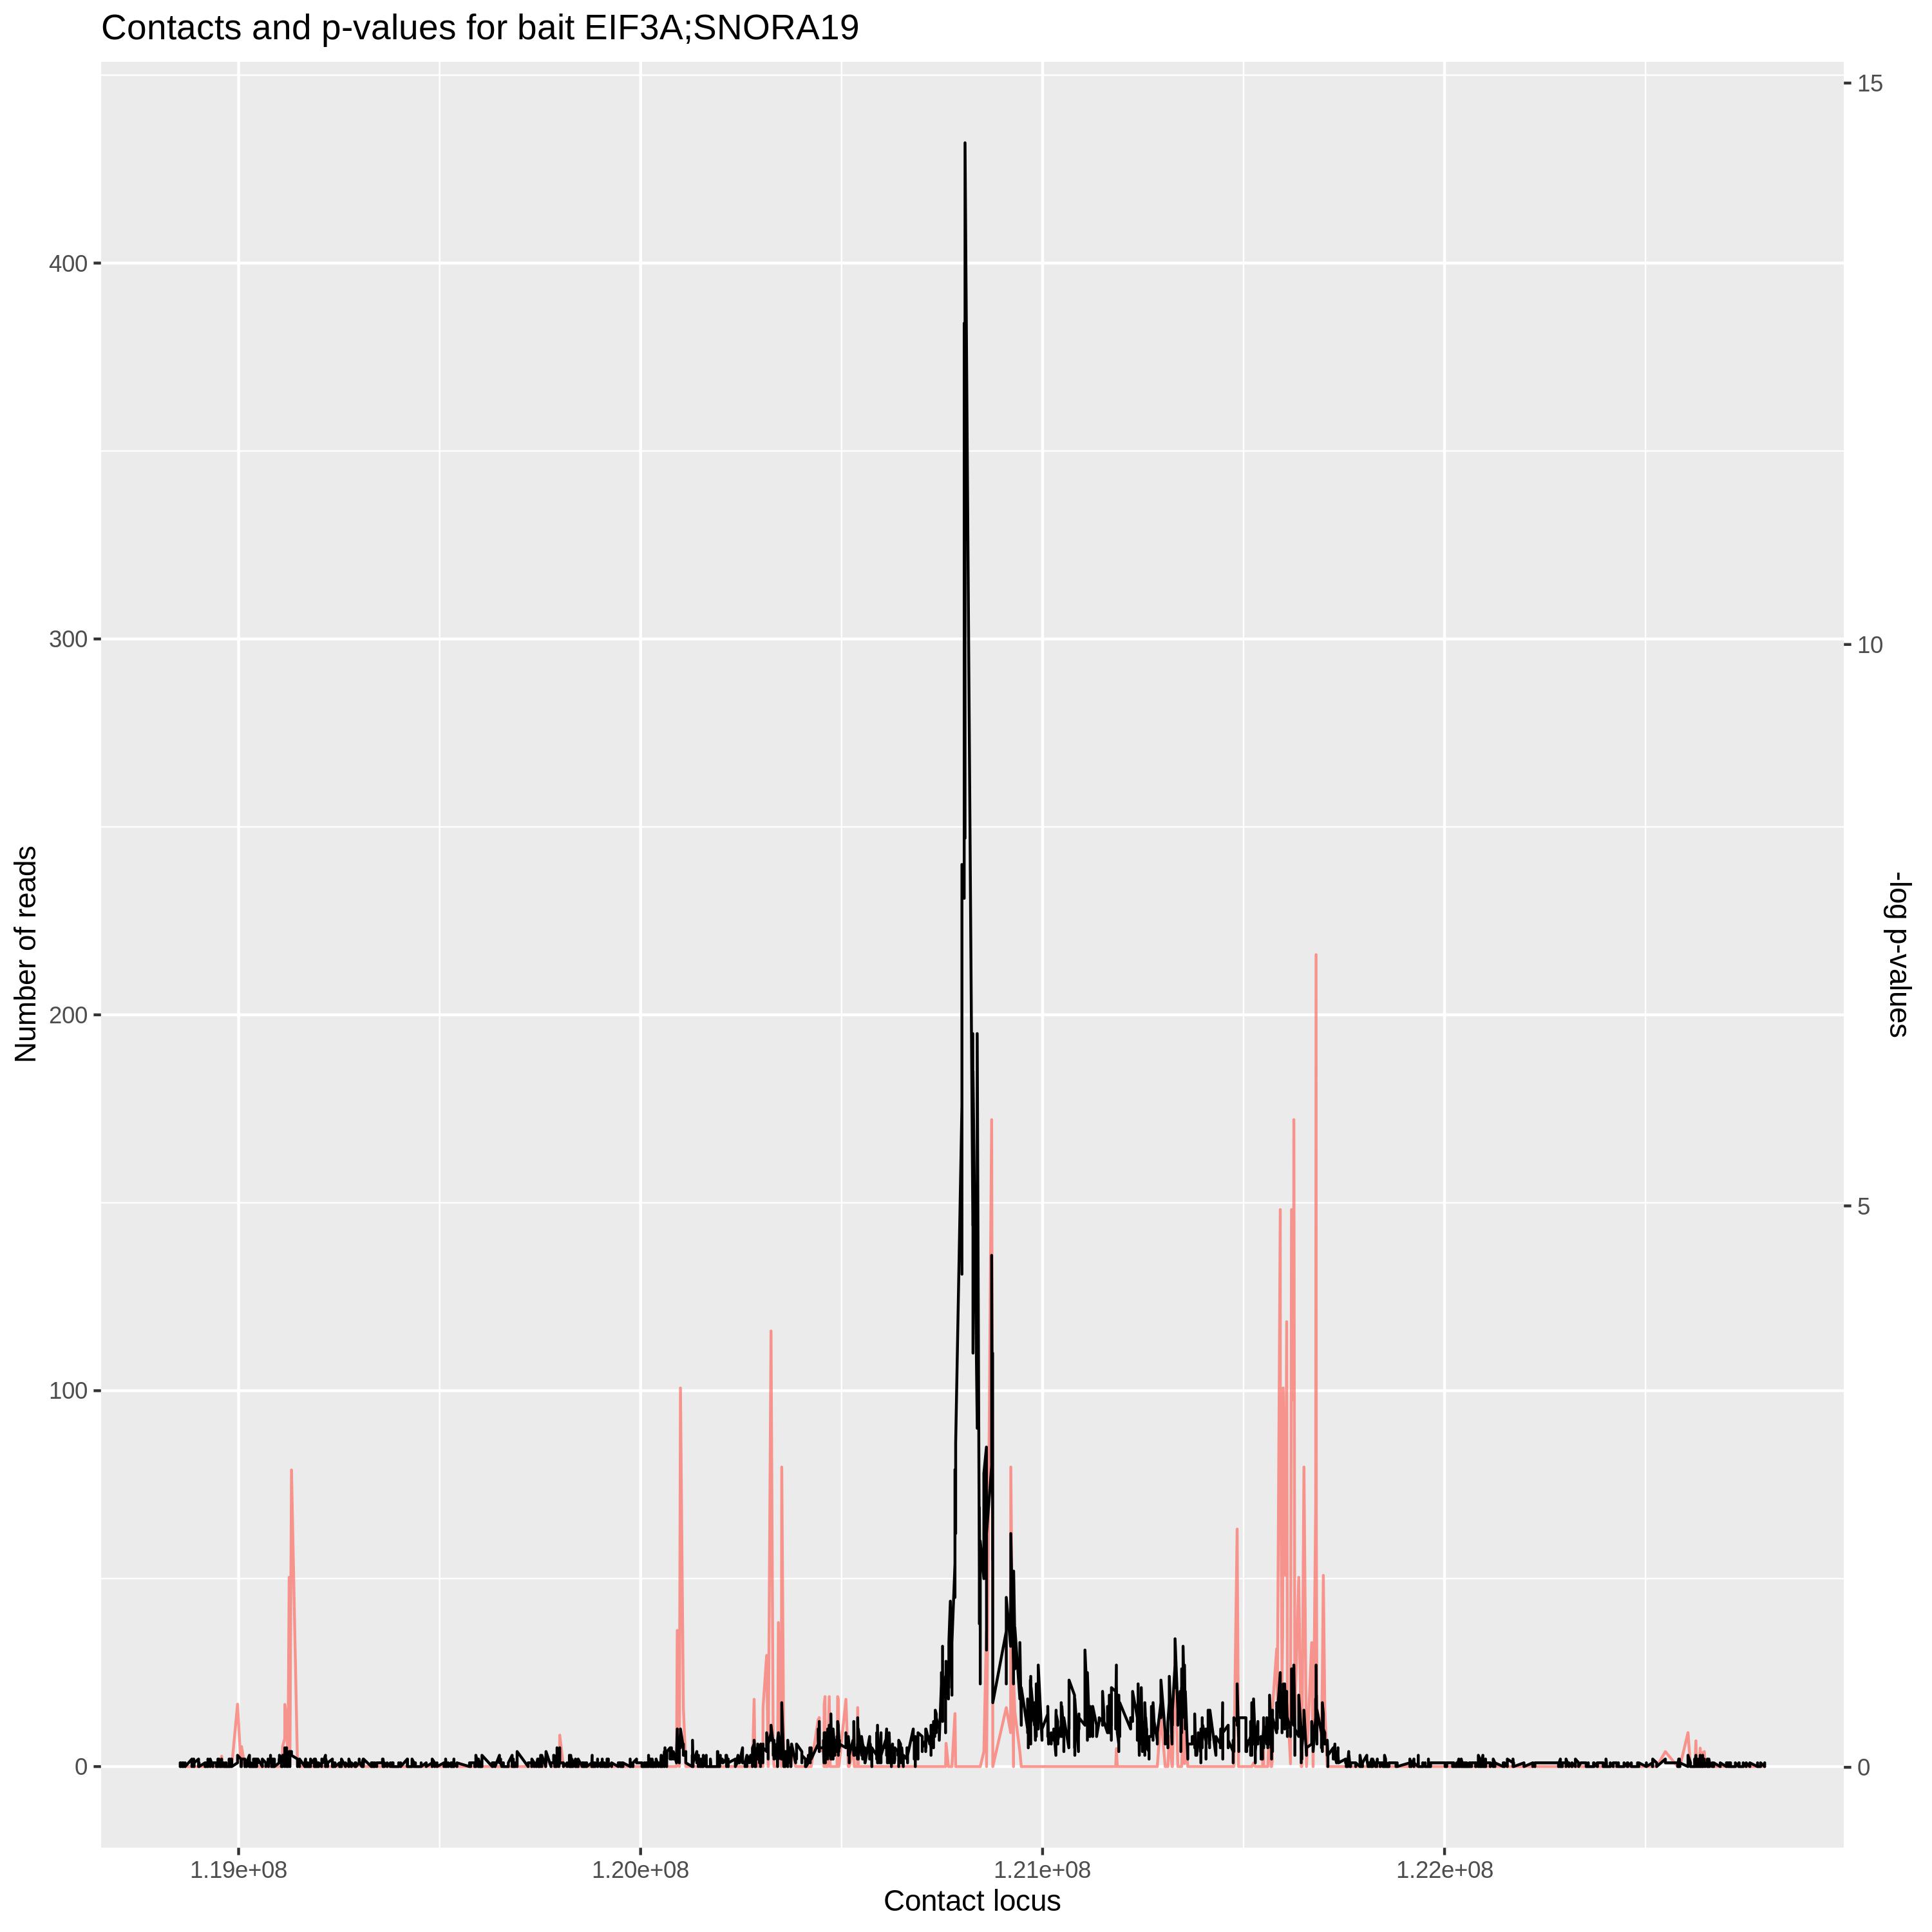 Contacts and p-values for bait EIF3A;SNORA19
15
400
300
10
Number of reads
-log p-values
200
5
100
0
0
1.19e+08
1.20e+08
1.21e+08
1.22e+08
Contact locus